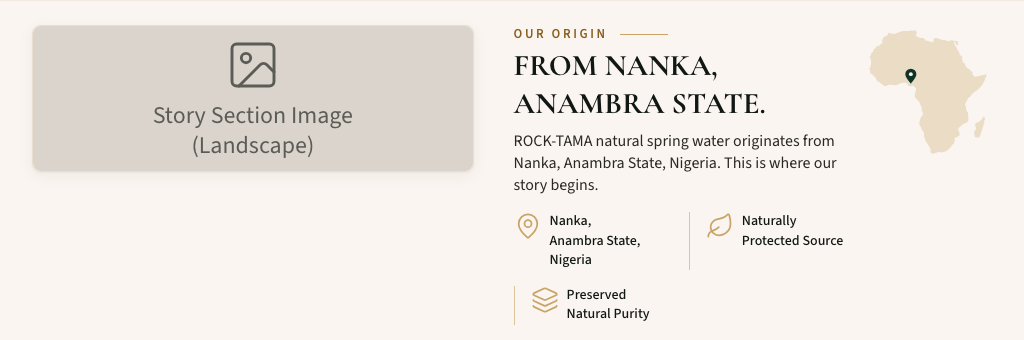 Story Section Image
(Landscape)
OUR ORIGIN
FROM NANKA,
ANAMBRA STATE.
ROCK-TAMA natural spring water originates from
Nanka, Anambra State, Nigeria. This is where our
story begins.
Nanka,
Anambra State,
Nigeria
Naturally
Protected Source
Preserved
Natural Purity